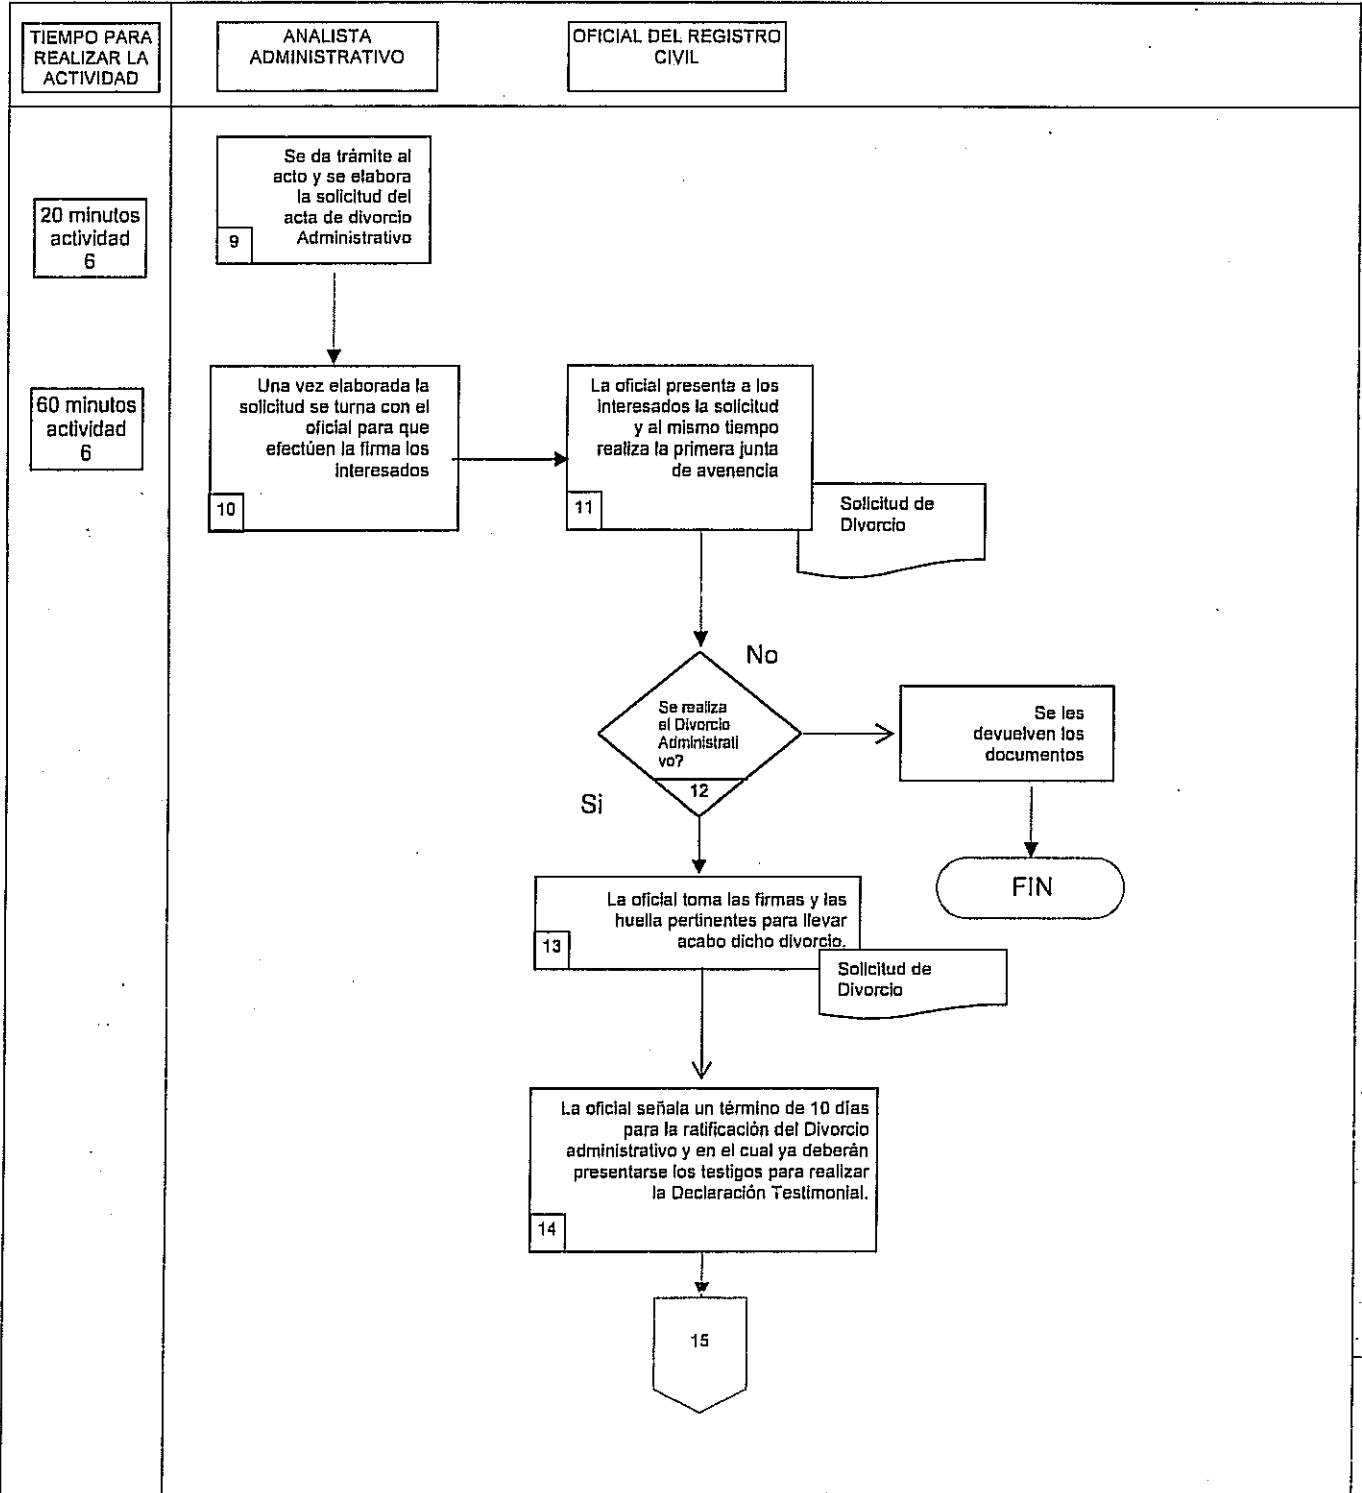 TIEMPO PARA
REALIZAR LA
ACTIVIDAD
ANALISTA
ADMINISTRATIVO
OFICIAL DEL REGISTRO
CIVIL
20 minutos
actividad
6
Se da trámite al
acto y se elabora
la solicitud del
acta de divorcio
Administrativo
9
60 minutos
actividad
6
Una vez elaborada la
solicitud se turna con el
oficial para que
efectúen la firma los
interesados
10
La oficial presenta a los
interesados la solicitud
y al mismo tiempo
realiza la primera junta
de avenencia
11
Solicitud de
Divorcio
No
Se realiza
el Divorcio
Administrati
vo?
12
Si
Se les
devuelven los
documentos
FIN
La oficial toma las firmas y las
huella pertinentes para llevar
acabo dicho divorcio.
13
Solicitud de
Divorcio
La oficial señala un término de 10 días
para la ratificación del Divorcio
administrativo y en el cual ya deberán
presentarse los testigos para realizar
la Declaración Testimonial.
14
15